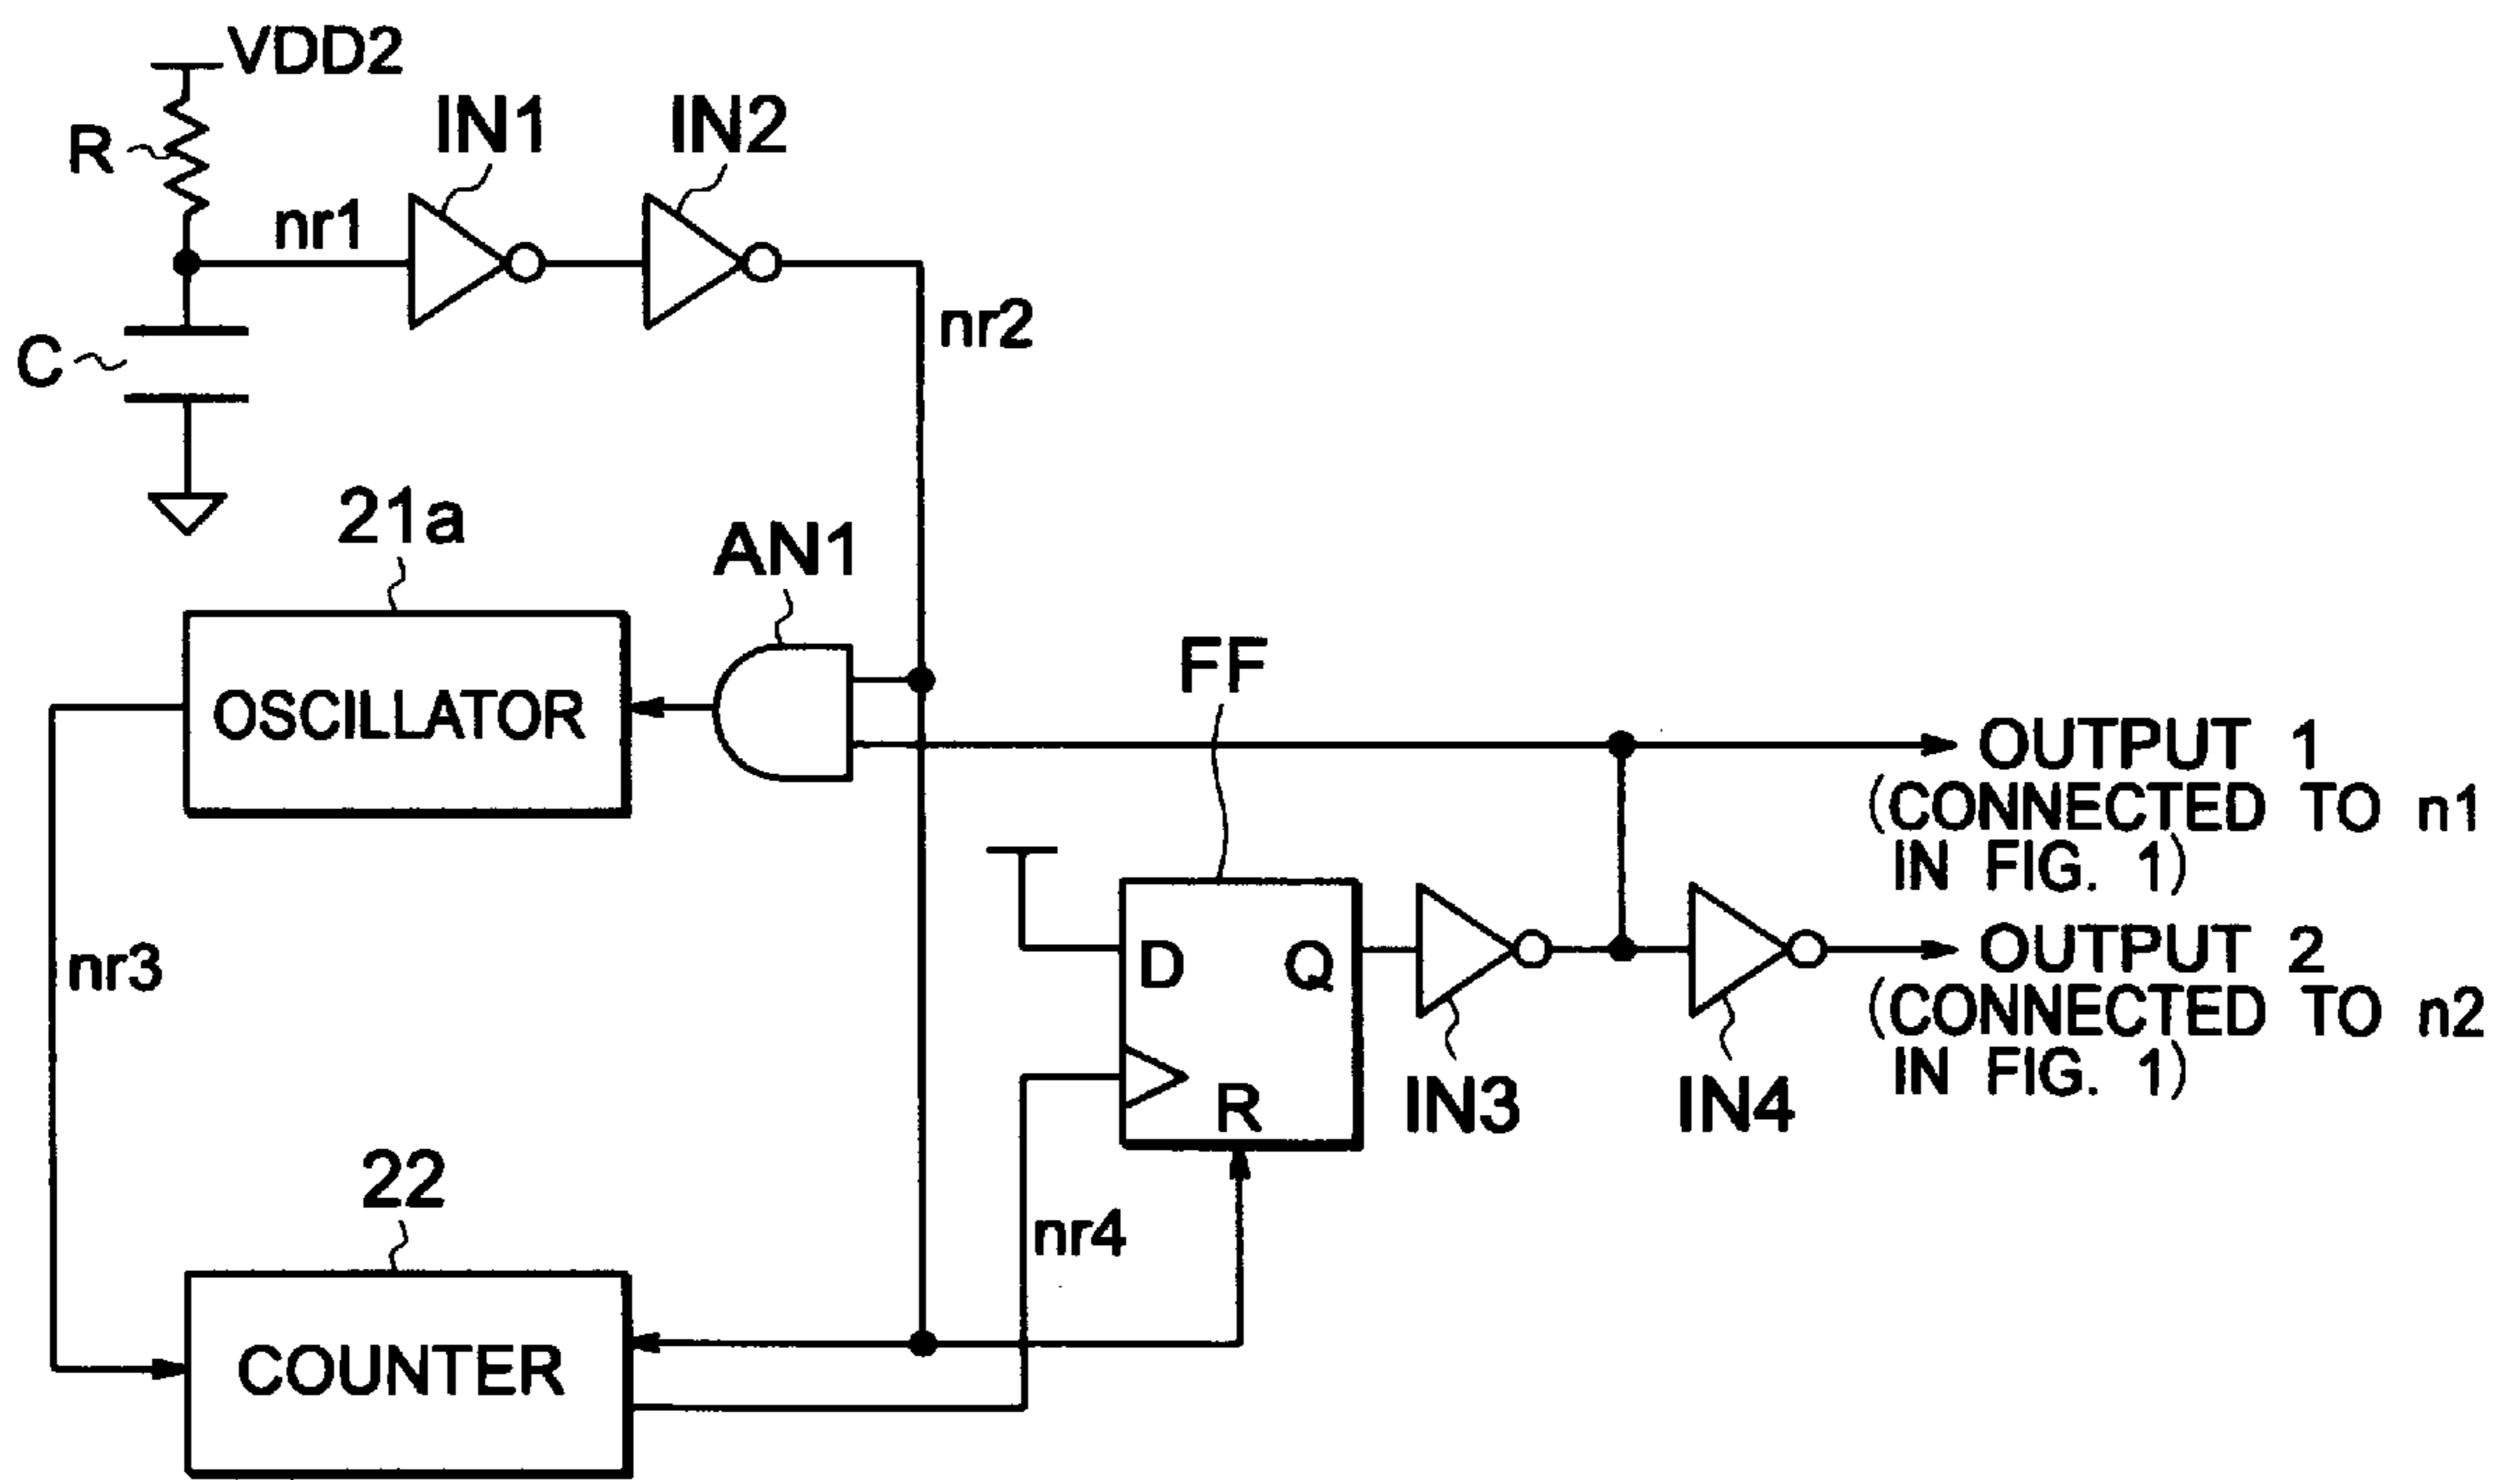 VDD2
R
IN1
IN2
nr1
nr2
C
21a
AN1
OSCILLATOR
FF
OUTPUT 1
(CONNECTED TO n1
IN FIG. 1)
nr3
D
Q
OUTPUT 2
(CONNECTED TO n2
IN FIG. 1)
R
IN3
IN4
22
nr4
COUNTER